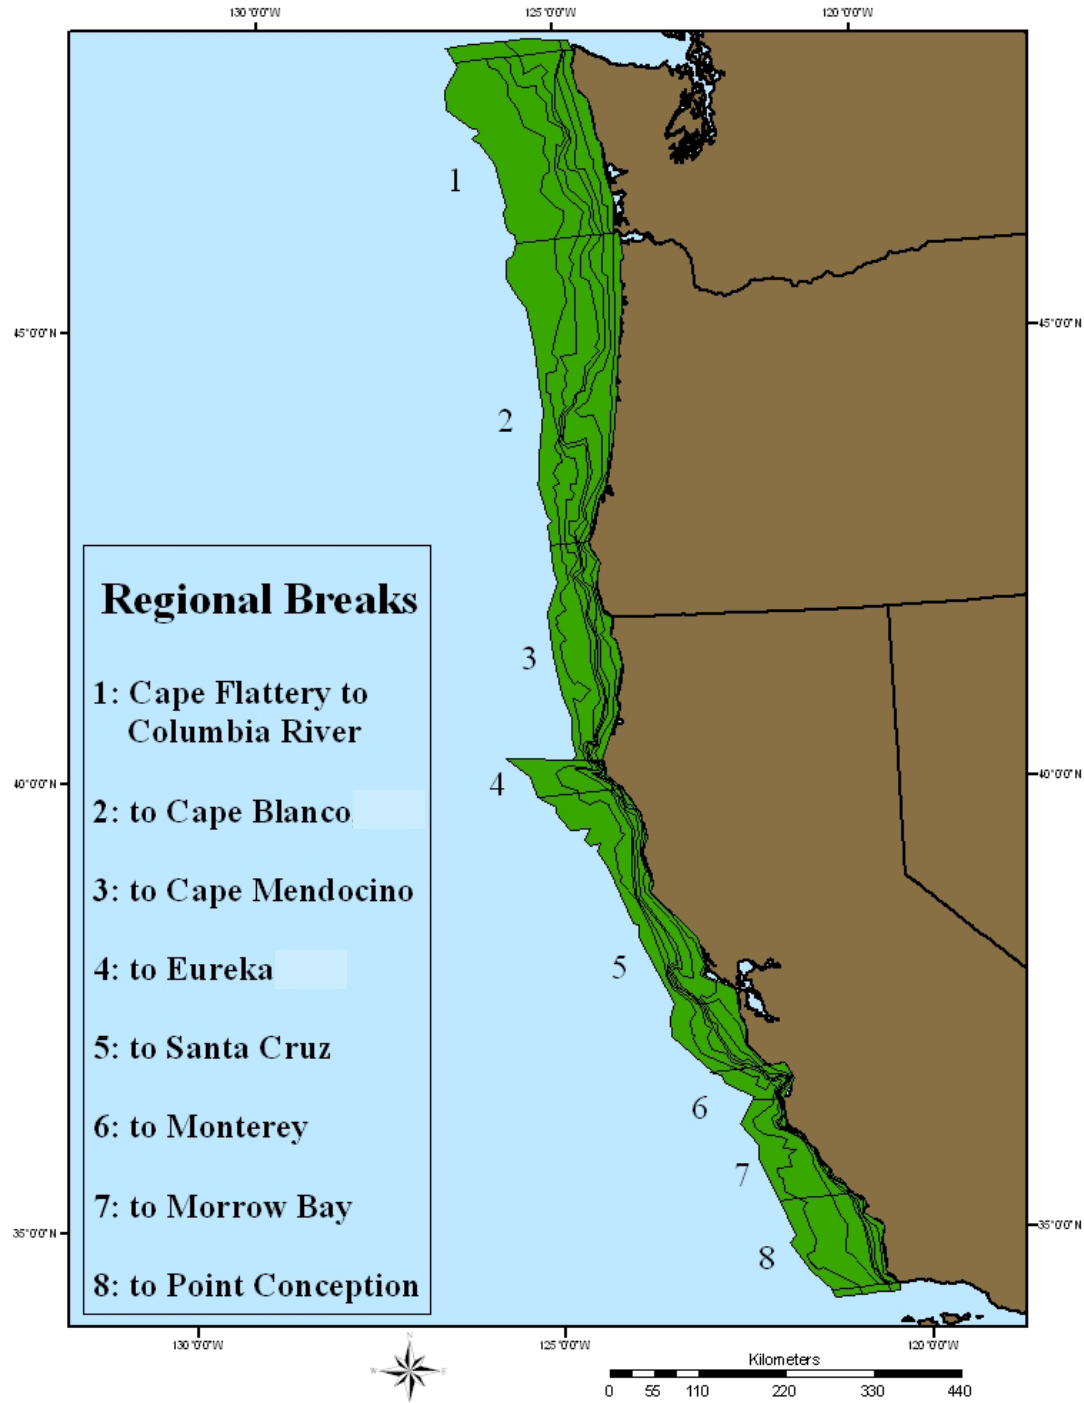 130°0'0"W 125°0'0"W 120°0'0"W
1
45°0'0"N 45°0'0"N
2
Regional Breaks
1: Cape Flattery to
Columbia River
2: to Cape Blanco
3: to Cape Mendocino
4: to Eureka
5: to Santa Cruz
6: to Monterey
7: to Morrow Bay
8: to Point Conception
3
40°0'0"N 40°0'0"N
4
5
6
7
35°0'0"N 35°0'0"N
8
130°0'0"W 125°0'0"W 120°0'0"W
N
W E
S
Kilometers
0 55 110 220 330 440